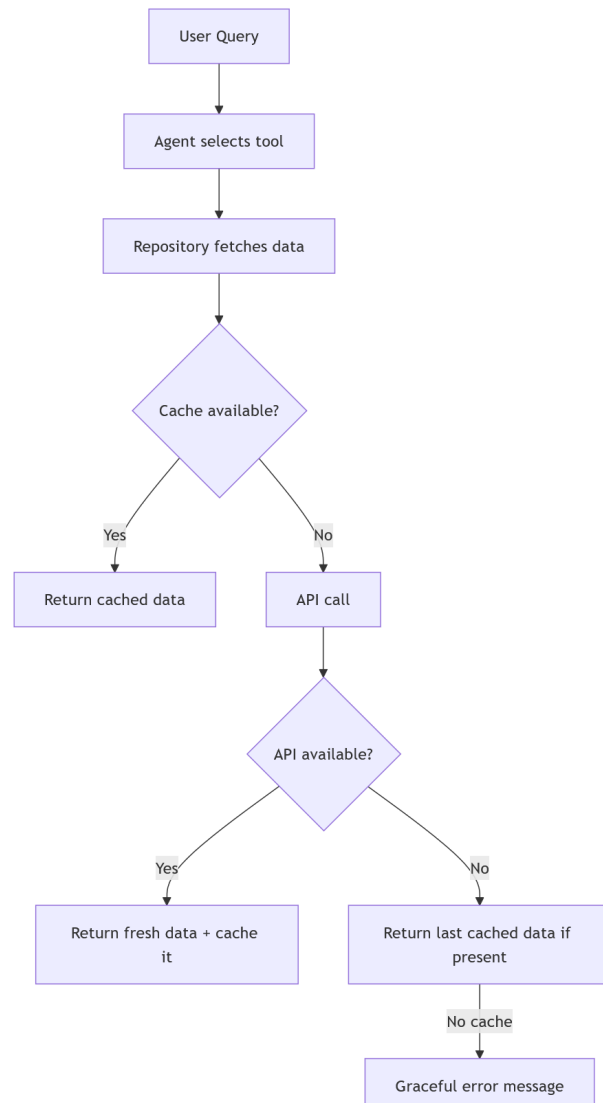 User Query
Agent selects tool
Repository fetches data
Cache available?
Yes
No
Return cached data
API call
API available?
Yes
No
Return fresh data + cache
it
Return last cached data if
present
No cache
Graceful error message